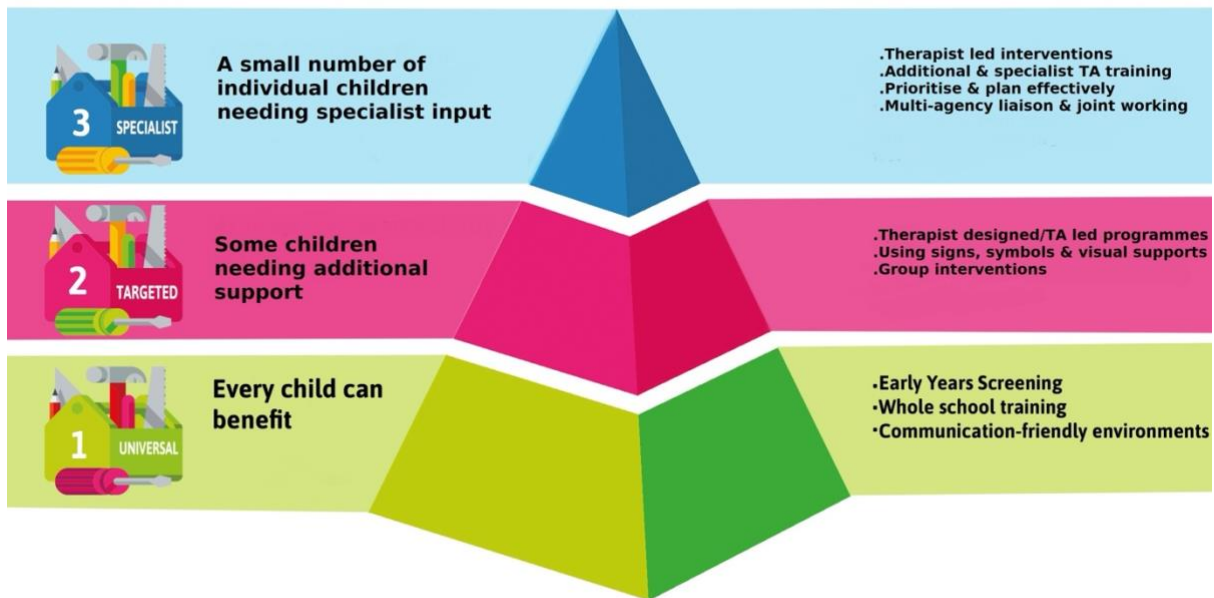 3 SPECIALIST
A small number of
individual children
needing specialist input
.Therapist led interventions
.Additional & specialist TA training
.Prioritise & plan effectively
.Multi-agency liaison & joint working
2 TARGETED
Some children
needing additional
support
.Therapist designed/TA led programmes
.Using signs, symbols & visual supports
.Group interventions
1 UNIVERSAL
Every child can
benefit
•Early Years Screening
•Whole school training
•Communication-friendly environments